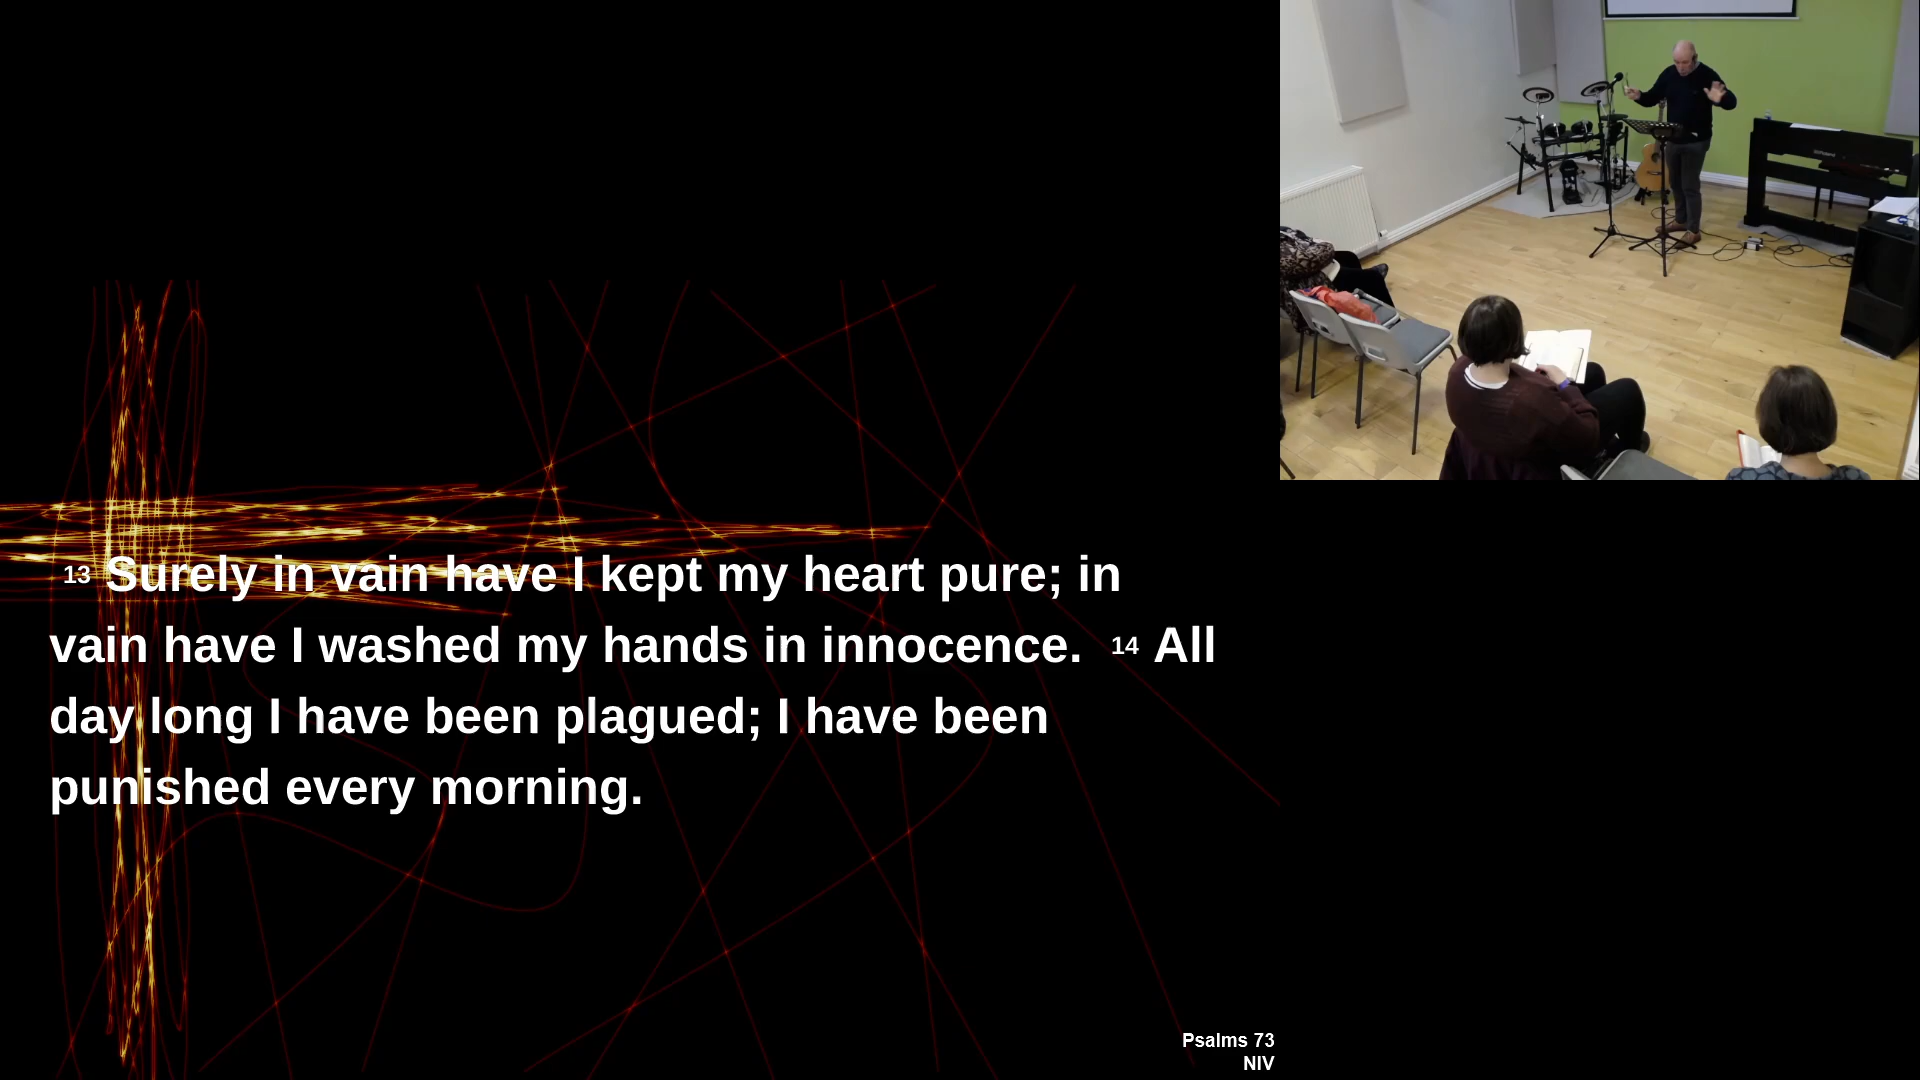 13 Surely in vain have I kept my heart pure; in
vain have I washed my hands in innocence. 14 All
day long I have been plagued; I have been
punished every morning.
Psalms 73
NIV